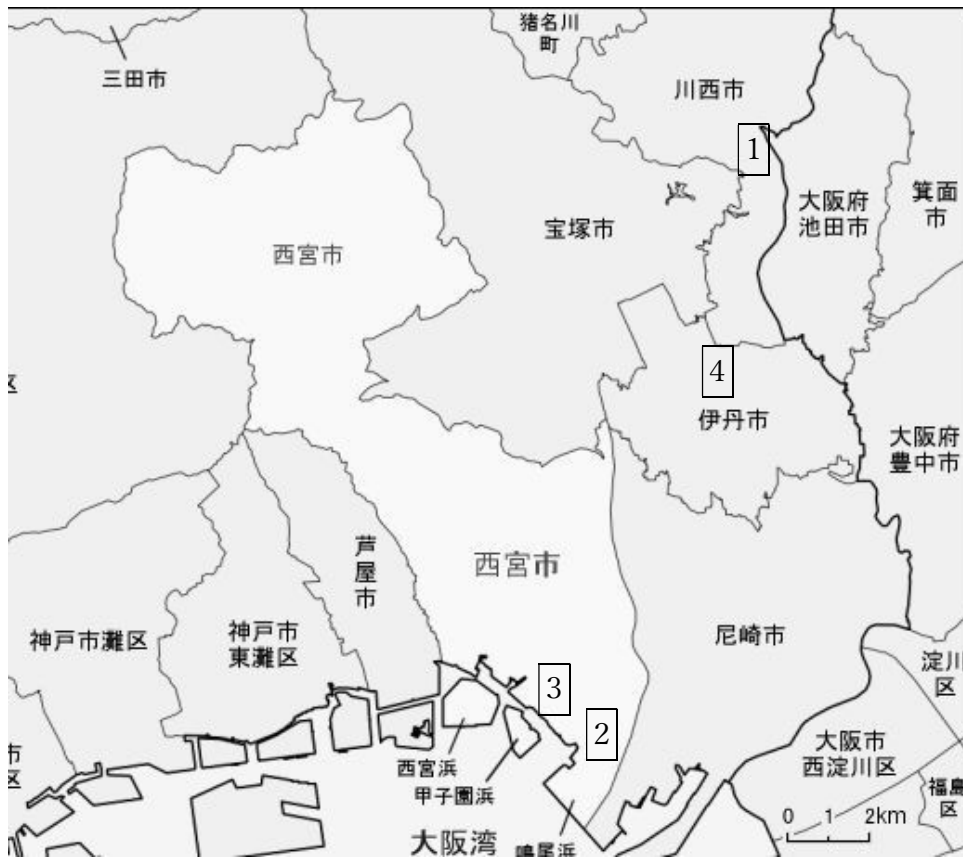 猪名川
町
三田市
川西市
1
大阪府
池田市
箕面
市
西宮市
宝塚市
区
4
伊丹市
大阪府
豊中市
芦
屋
市
西宮市
神戸市灘区
神戸市
東灘区
尼崎市
淀川
区
3
2
市
区
西宮浜
甲子園浜
大阪市
西淀川区
福島
区
0 1 2km
大阪湾
鳴尾浜